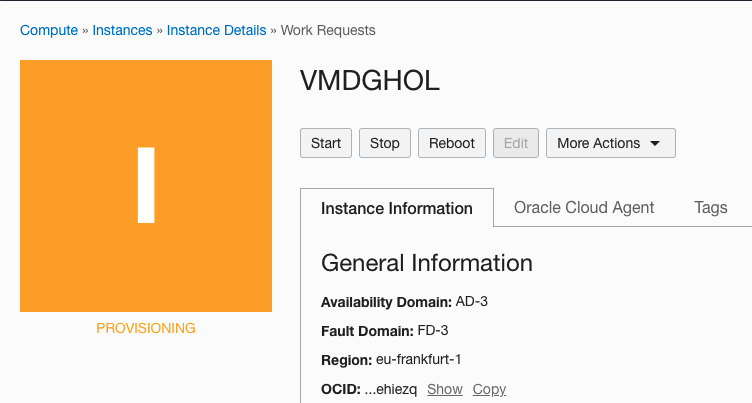 Compute » Instances » Instance Details » Work Requests
I
PROVISIONING
VMDGHOL
Start Stop Reboot Edit More Actions
Instance Information Oracle Cloud Agent Tags
General Information
Availability Domain: AD-3
Fault Domain: FD-3
Region: eu-frankfurt-1
OCID: ...ehiezq Show Copy